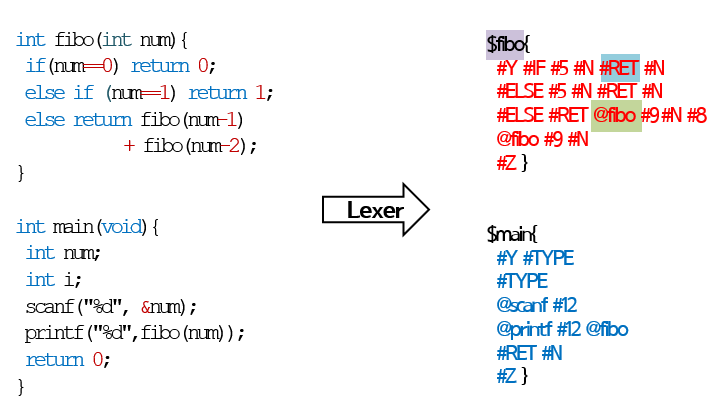 int fibo(int num){
if(num==0) return 0;
else if (num==1) return 1;
else return fibo(num-1)
+ fibo(num-2);
}
int main(void){
int num;
int i;
scanf("%d", &num);
printf("%d",fibo(num));
return 0;
}
Lexer
$fibo{
#Y #IF #5 #N #RET #N
#ELSE #5 #N #RET #N
#ELSE #RET @fibo #9 #N #8
@fibo #9 #N
#Z }
$main{
#Y #TYPE
#TYPE
@scanf #12
@printf #12 @fibo
#RET #N
#Z }